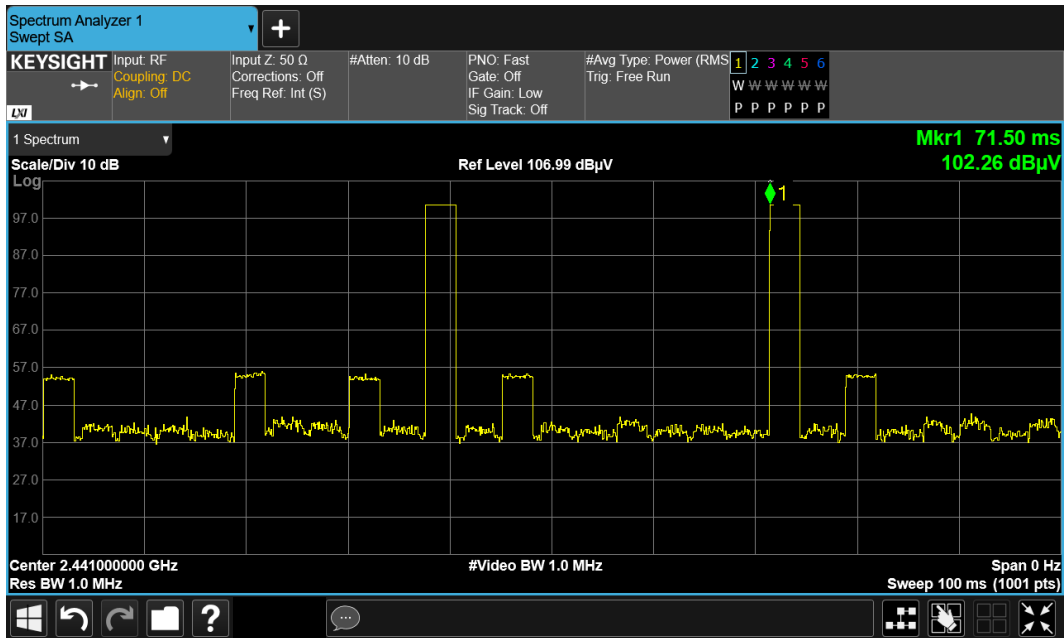 Spectrum Analyzer 1
Swept SA
KEYSIGHT
LXI
Input: RF
Coupling: DC
Align: Off
Input Z: 50 Ω
Corrections: Off
Freq Ref: Int (S)
#Atten: 10 dB
PNO: Fast
Gate: Off
IF Gain: Low
Sig Track: Off
#Avg Type: Power (RMS
Trig: Free Run
1 2 3 4 5 6
W W W W W W
P P P P P P
1 Spectrum
Scale/Div 10 dB
Ref Level 106.99 dBµV
Mkr1 71.50 ms
102.26 dBµV
Log
1
97.0
87.0
77.0
67.0
57.0
47.0
37.0
27.0
17.0
Center 2.441000000 GHz
Res BW 1.0 MHz
#Video BW 1.0 MHz
Span 0 Hz
Sweep 100 ms (1001 pts)
?